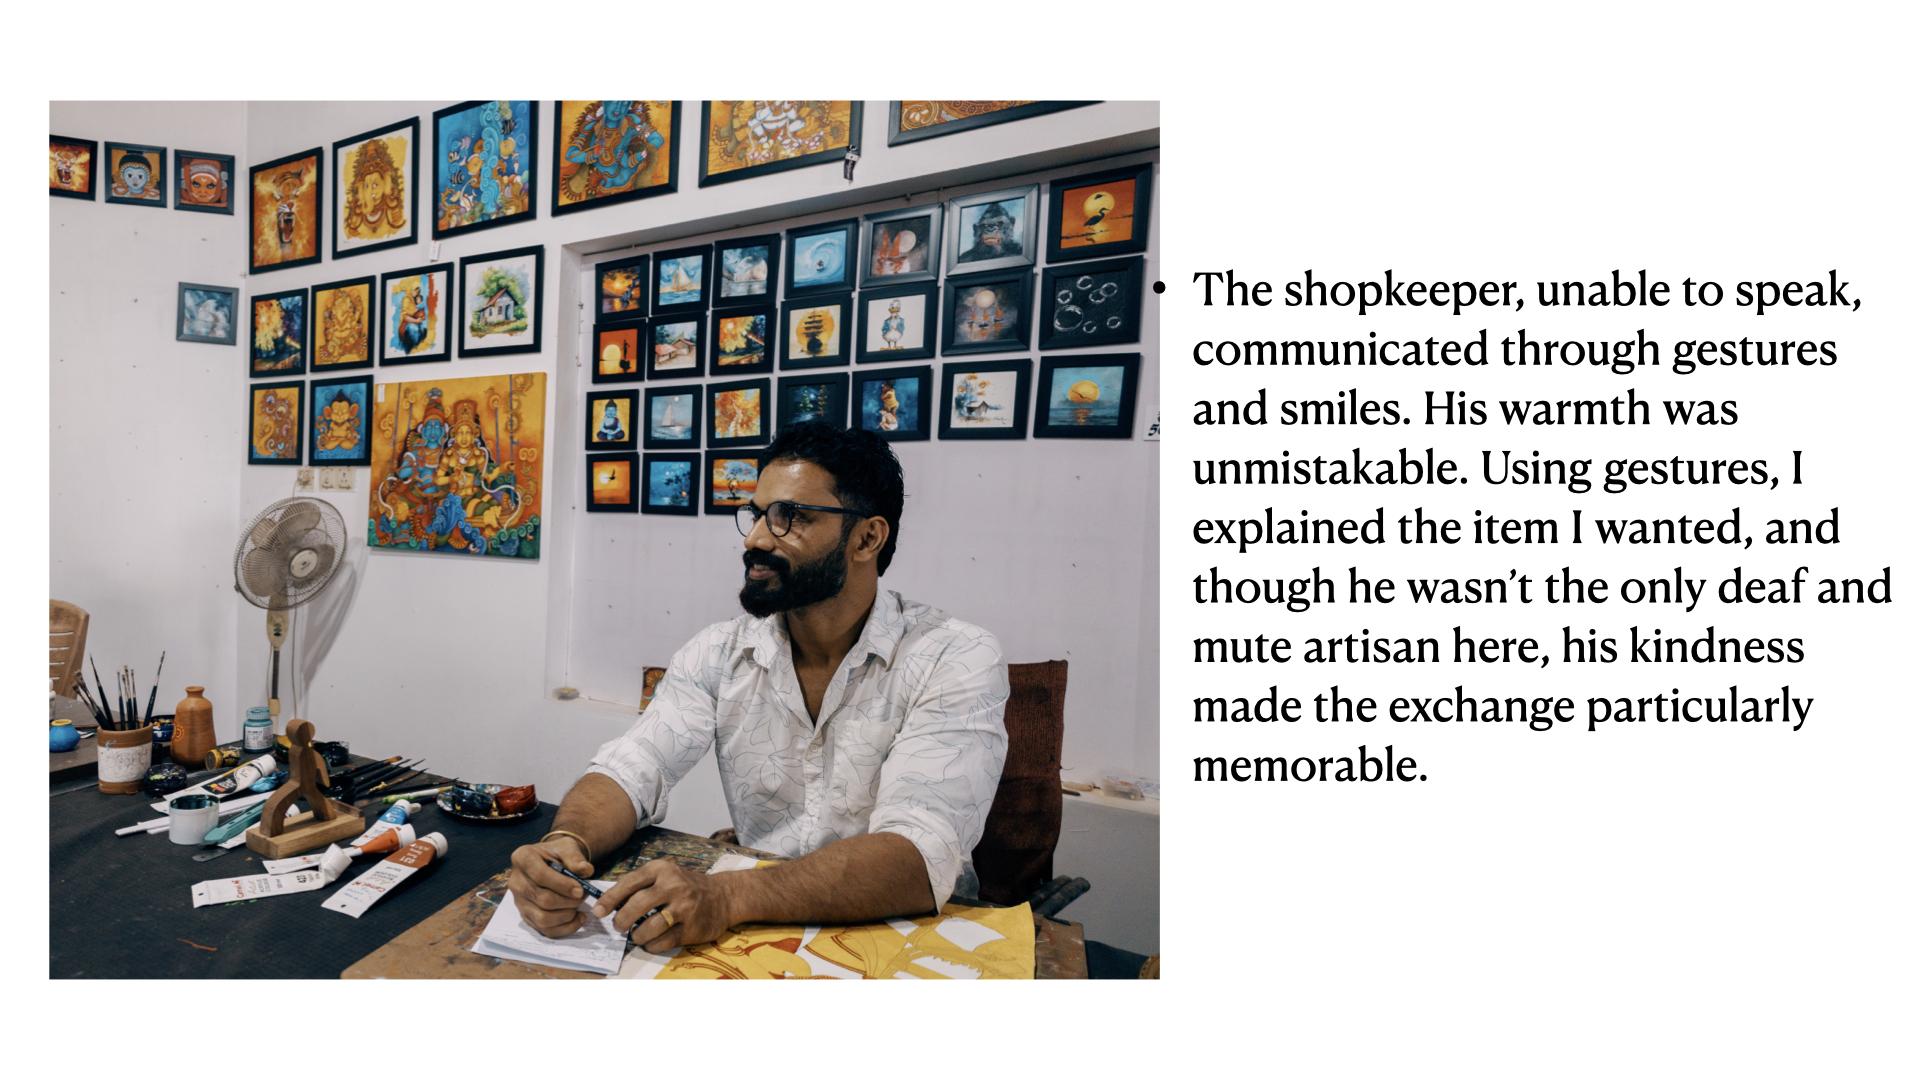 • The shopkeeper, unable to speak,
communicated through gestures
and smiles. His warmth was
unmistakable. Using gestures, I
explained the item I wanted, and
though he wasn’t the only deaf and
mute artisan here, his kindness
made the exchange particularly
memorable.